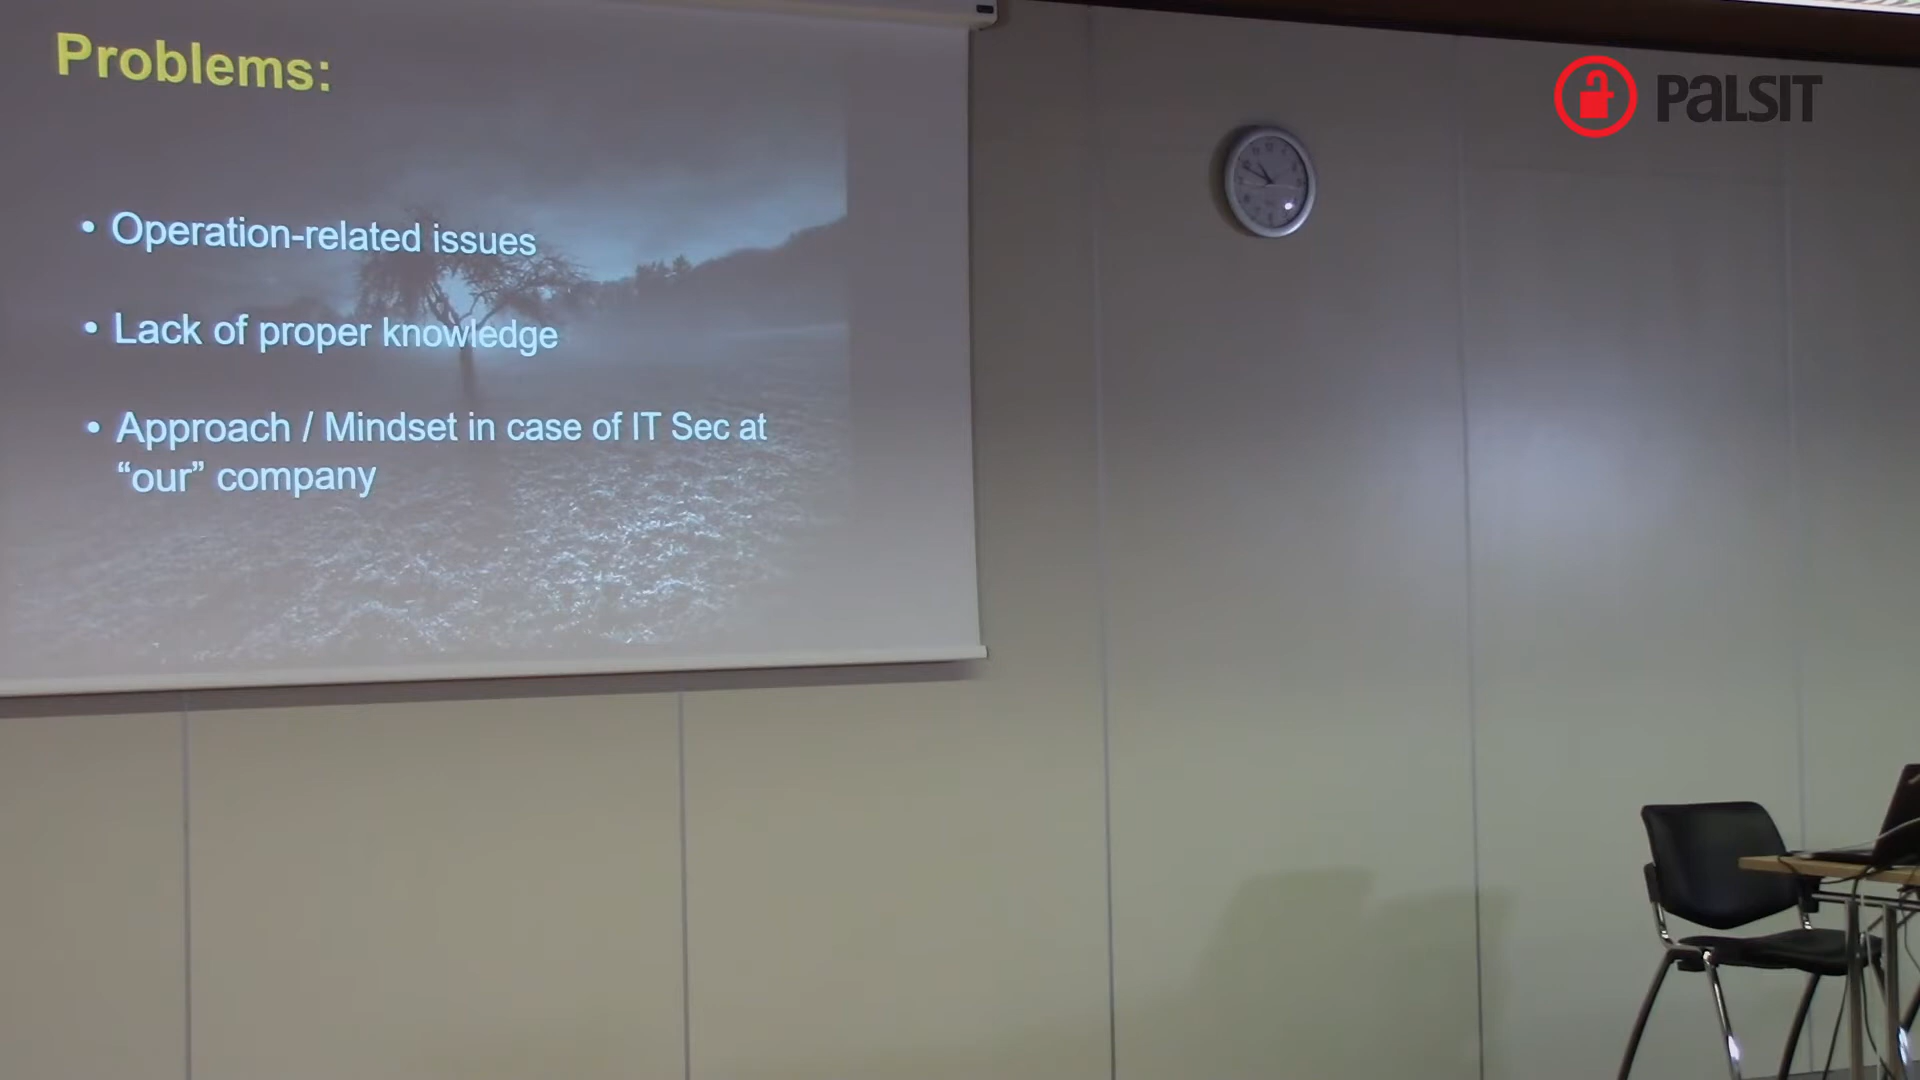 Problems:
PALSIT
• Operation-related issues
• Lack of proper knowledge
• Approach / Mindset in case of IT Sec at
“our” company